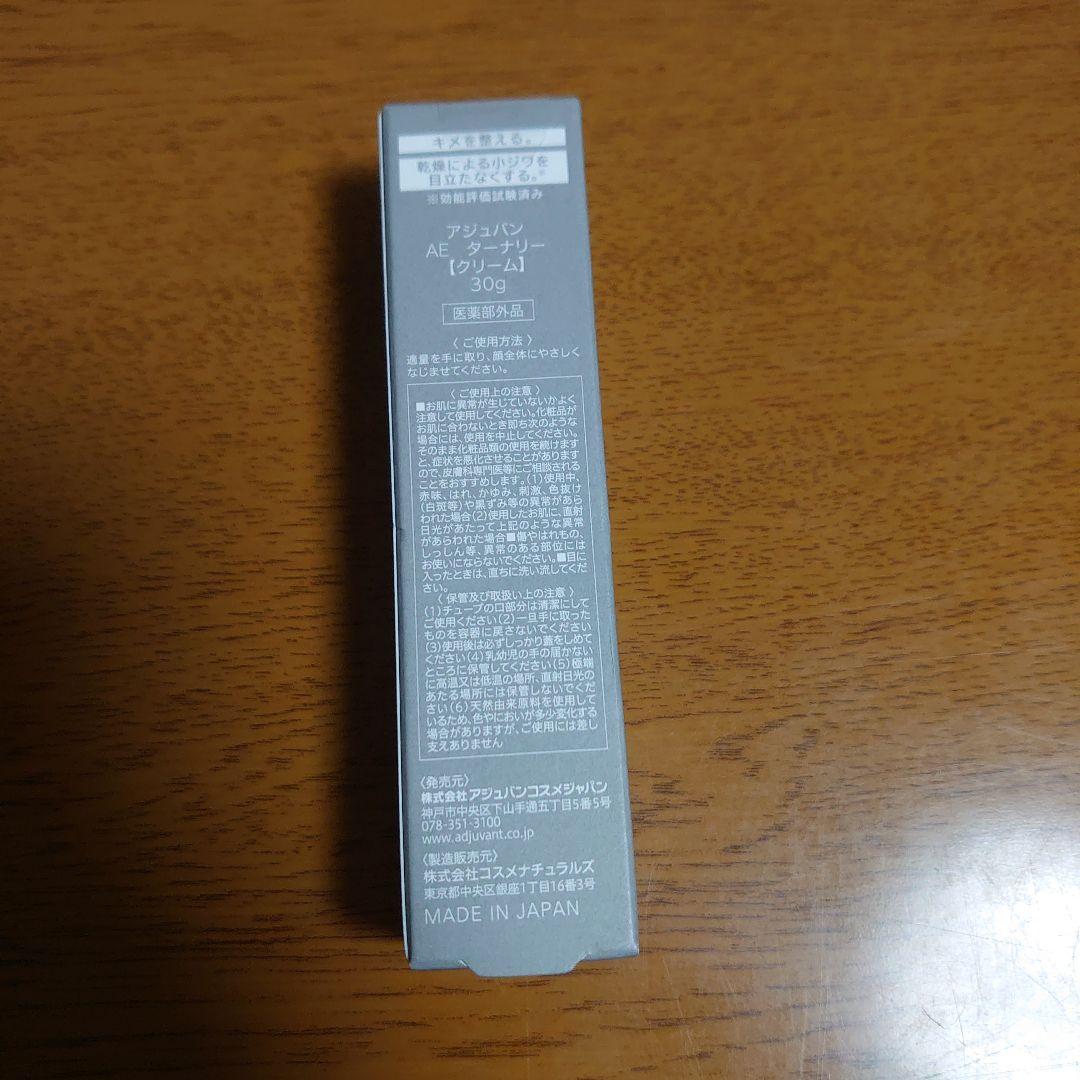 キメを整える。
乾燥による小ジワを
目立たなくする。※
※効能評価試験済み
アジュバン
AE ターナリー
【クリーム】
30g
医薬部外品
〈 ご使用方法 〉
適量を手に取り、顔全体にやさしく
なじませてください。
〈 ご使用上の注意 〉
■お肌に異常が生じていないかよく
注意して使用してください。化粧品が
お肌に合わないとき即ち次のような
場合には、使用を中止してください。
そのまま化粧品類の使用を続けます
と、症状を悪化させることがあります
ので、皮膚科専門医等にご相談される
ことをおすすめします。(1)使用中、
赤味、はれ、かゆみ、刺激、色抜け
(白斑等)や黒ずみ等の異常があら
われた場合(2)使用したお肌に、直射
日光があたって上記のような異常
があらわれた場合■傷やはれもの、
しっしん等、異常のある部位には
お使いにならないでください。■目に
入ったときは、直ちに洗い流してくだ
さい。
〈 保管及び取扱い上の注意 〉
(1)チューブの口部分は清潔にして
ご使用ください(2)一旦手に取った
ものを容器に戻さないでください
(3)使用後は必ずしっかり蓋をしめて
ください(4)乳幼児の手の届かない
ところに保管してください(5)極端
に高温又は低温の場所、直射日光の
あたる場所には保管しないでくだ
さい(6)天然由来原料を使用して
いるため、色やにおいが多少変化する
場合がありますが、ご使用には差し
支えありません
〈発売元〉
株式会社アジュバンコスメジャパン
神戸市中央区下山手通五丁目5番5号
078-351-3100
www.adjuvant.co.jp
〈製造販売元〉
株式会社コスメナチュラルズ
東京都中央区銀座1丁目16番3号
MADE IN JAPAN